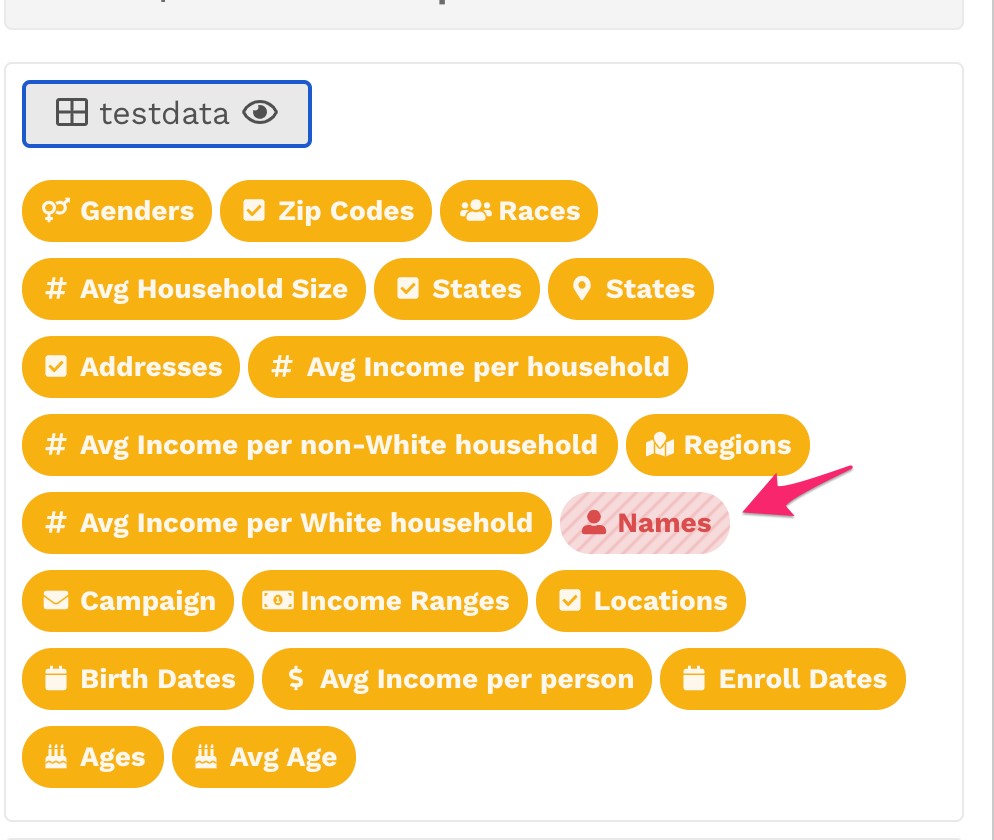 testdata
Genders Zip Codes Races
# Avg Household Size States States
Addresses # Avg Income per household
# Avg Income per non-White household Regions
# Avg Income per White household Names
Campaign Income Ranges Locations
Birth Dates $ Avg Income per person Enroll Dates
Ages Avg Age